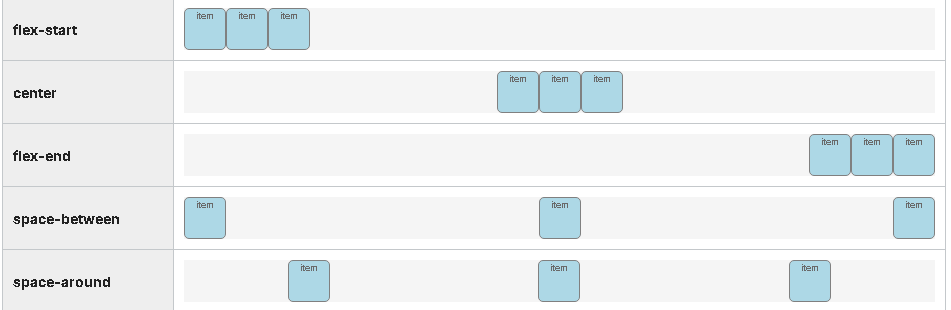 flex-start item item item
center item item item
flex-end item item item
space-between item item item
space-around item item item